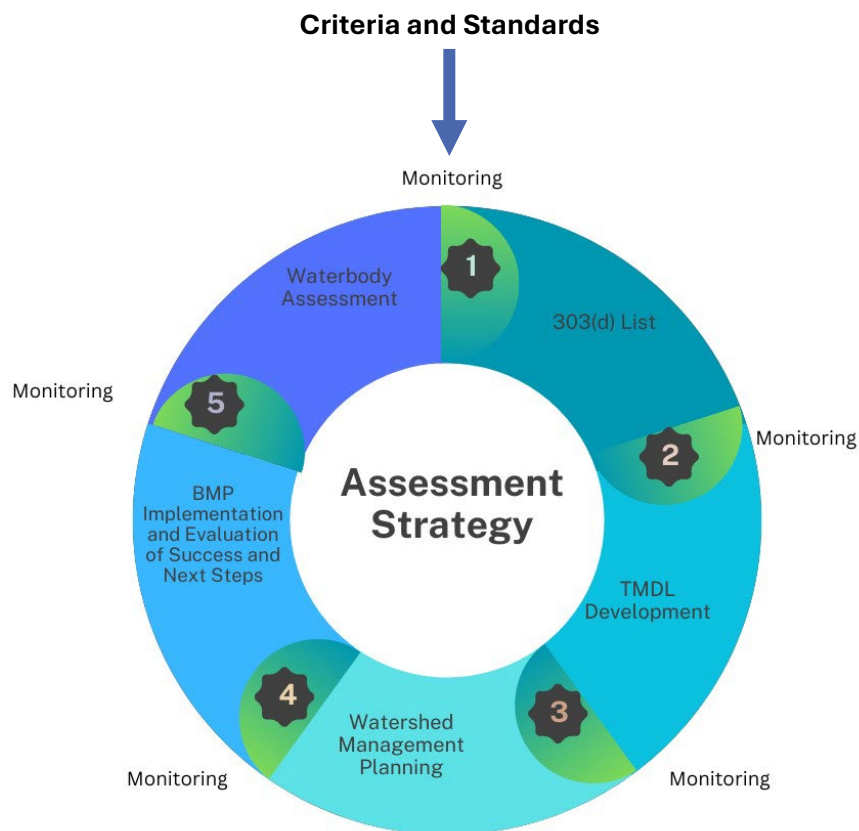 Criteria and Standards
Monitoring
1
Waterbody
Assessment
303(d) List
Monitoring
5
Monitoring
2
Assessment
Strategy
BMP
Implementation
and Evaluation
of Success and
Next Steps
TMDL
Development
4
3
Watershed
Management
Planning
Monitoring
Monitoring